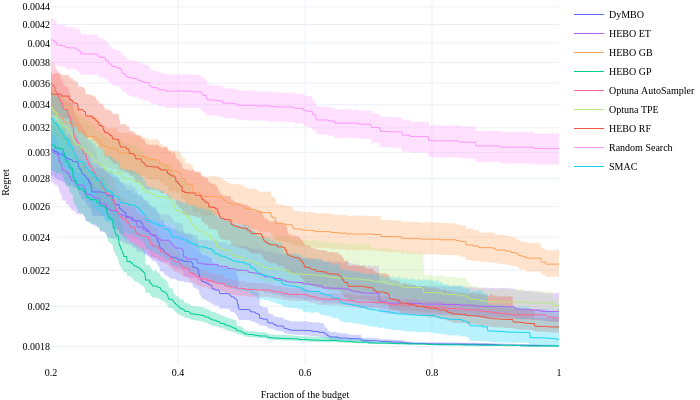 0.0044
0.0042
0.004
0.0038
0.0036
0.0034
0.0032
0.003
0.0028
0.0026
0.0024
0.0022
0.002
0.0018
Regret
0.2
0.4
0.6
0.8
1
Fraction of the budget
DyMBO
HEBO ET
HEBO GB
HEBO GP
Optuna AutoSampler
Optuna TPE
HEBO RF
Random Search
SMAC